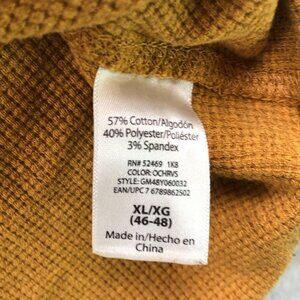 57% Cotton/Algodón
40% Polyester/Poliéster
3% Spandex
RN# 52469 1K8
COLOR: OCHRVS
STYLE: GM48Y060032
EAN/UPC 7 6789862502
XL/XG
(46-48)
Made in/Hecho en
China